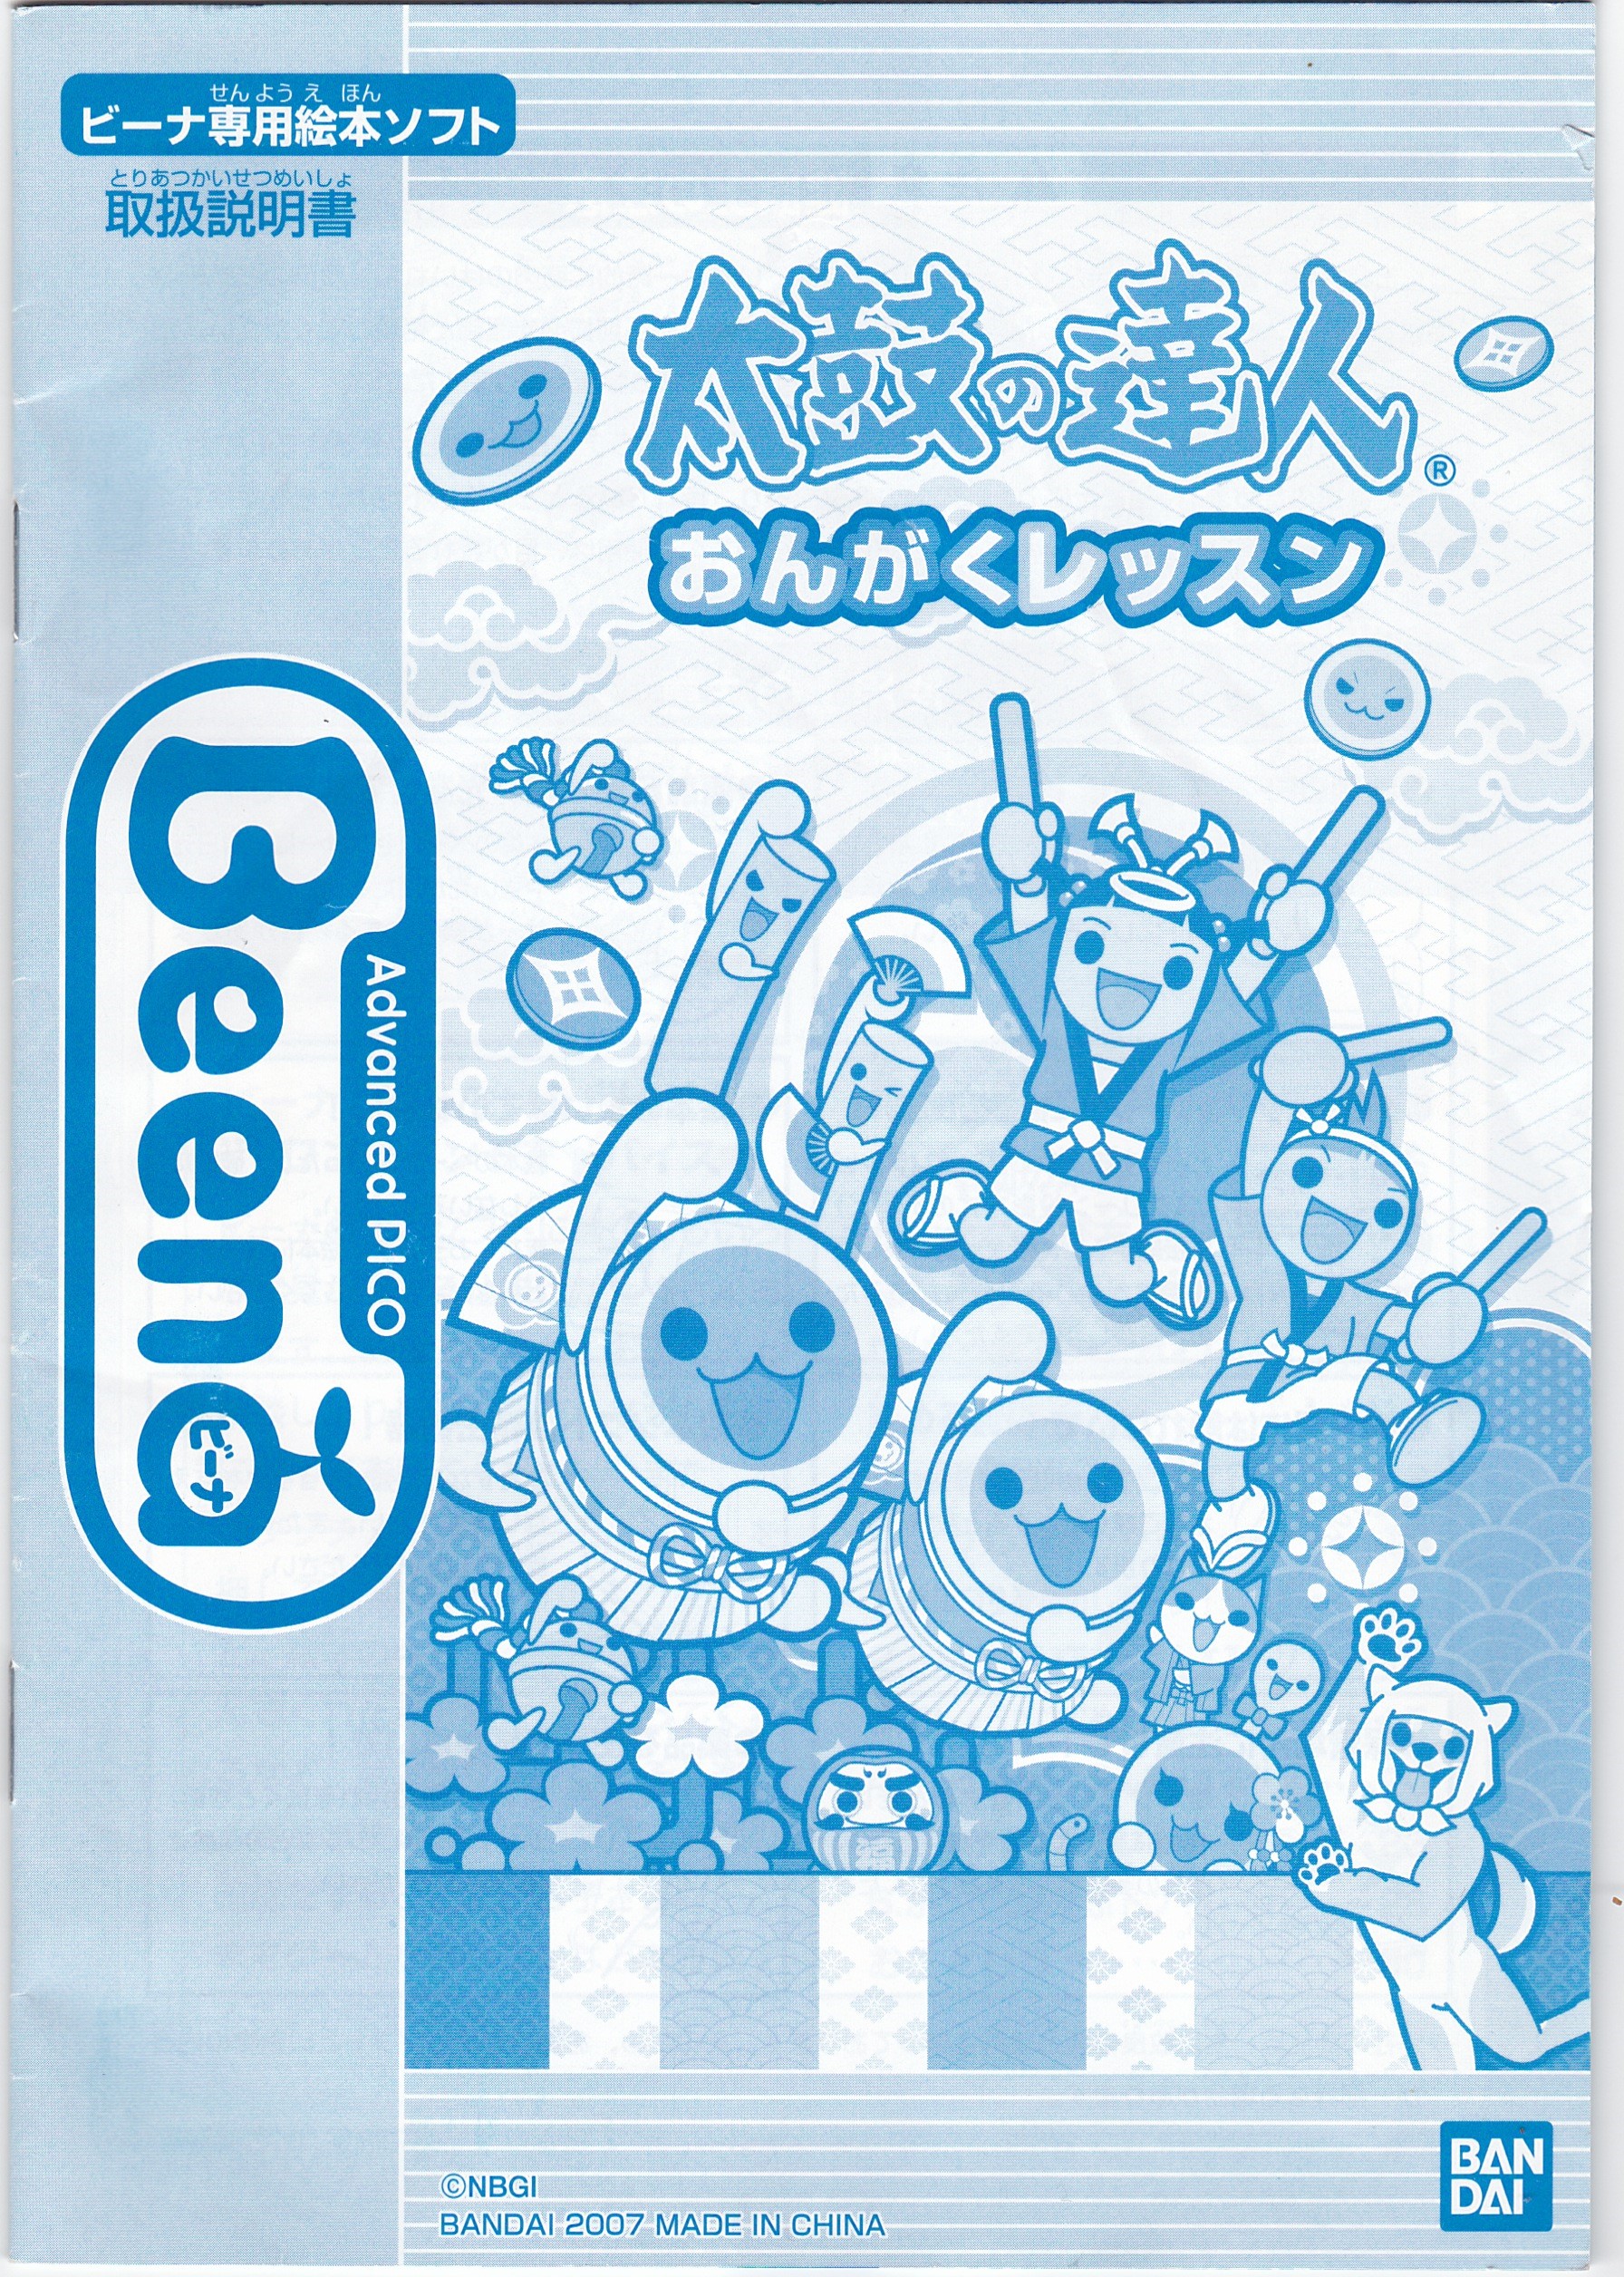 せんようえほん
ビーナ専用絵本ソフト
とりあつかいせつめいしょ
取扱説明書
太鼓の達人®
おんがくレッスン
Advanced PICO
Beena
ビーナ
福
©NBGI
BANDAI 2007 MADE IN CHINA
BAN
DAI